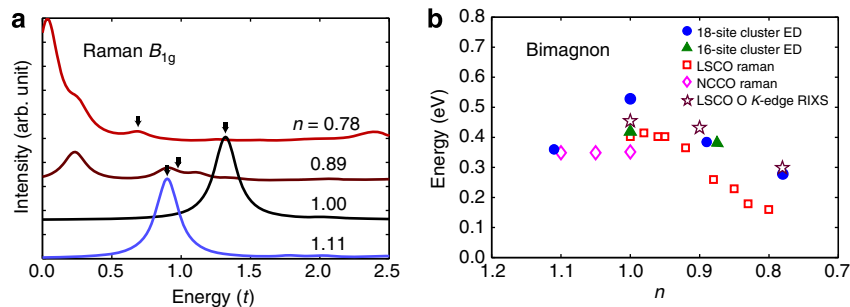 a
Raman B1g
Intensity (arb. unit)
n = 0.78
0.89
1.00
1.11
0.0 0.5 1.0 1.5 2.0 2.5
Energy (t)
b
Bimagnon
18-site cluster ED
16-site cluster ED
LSCO raman
NCCO raman
LSCO O K-edge RIXS
Energy (eV)
0.8
0.7
0.6
0.5
0.4
0.3
0.2
0.1
0.0
1.2 1.1 1.0 0.9 0.8 0.7
n